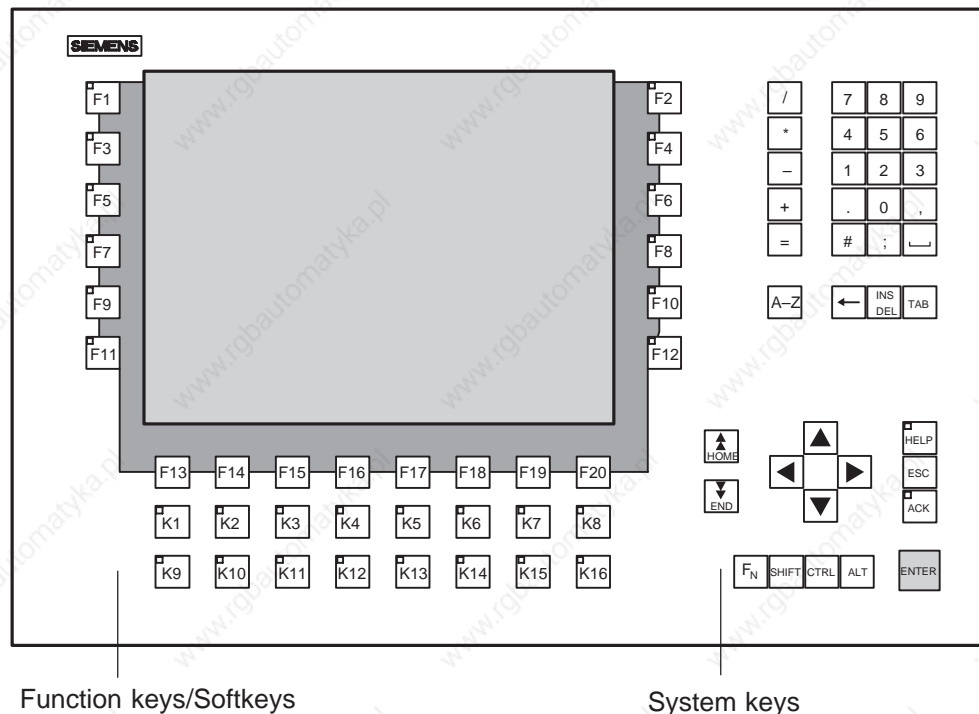 SIEMENS
F1 F2 / 7 8 9
F3 F4 * 4 5 6
F5 F6 – 1 2 3
F7 F8 + . 0 ,
F9 F10 = # ; 
A–Z INS DEL TAB
F11 F12
HOME HELP
F13 F14 F15 F16 F17 F18 F19 F20 ESC
END ACK
K1 K2 K3 K4 K5 K6 K7 K8
K9 K10 K11 K12 K13 K14 K15 K16 FN SHIFT CTRL ALT ENTER
Function keys/Softkeys System keys
www.rgbautomatyka.pl